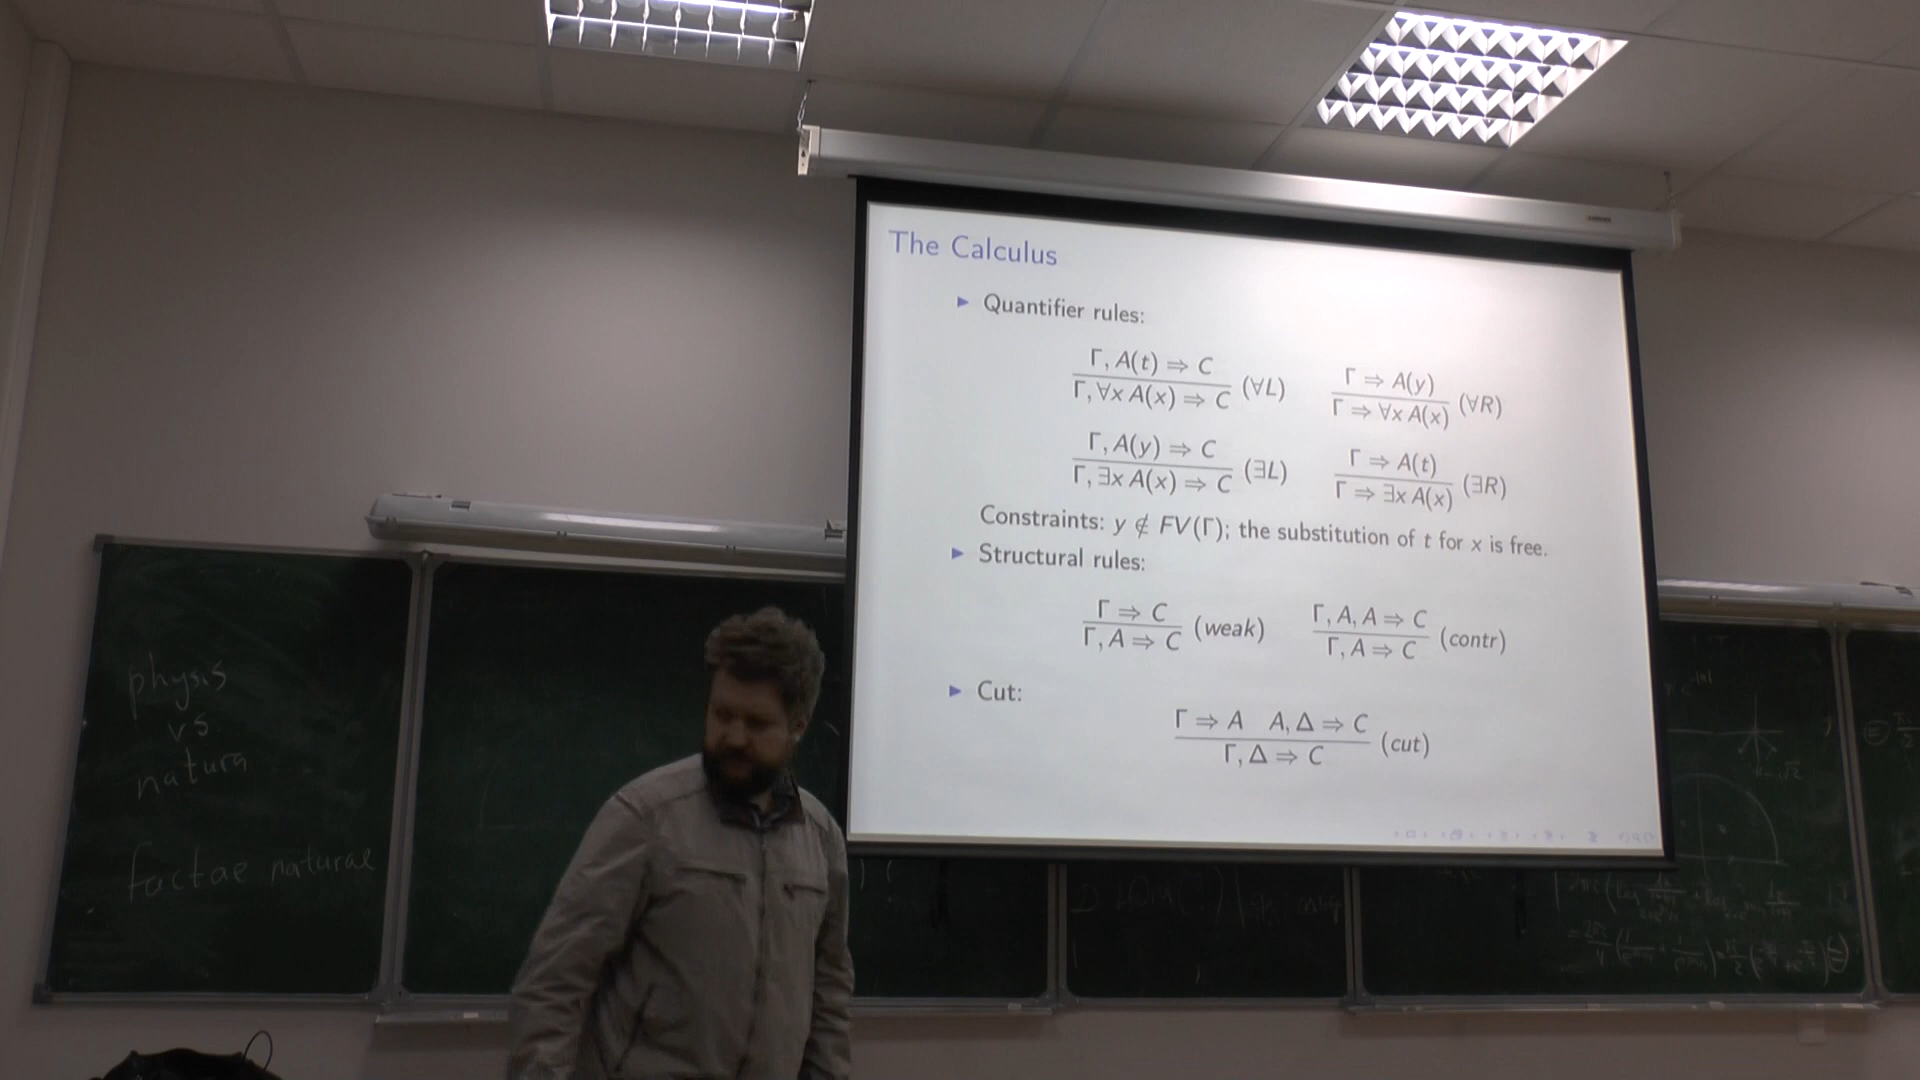 The Calculus
▶ Quantifier rules:
Γ, A(t) ⇒ C
Γ, ∀x A(x) ⇒ C (∀L)
Γ ⇒ A(y)
Γ ⇒ ∀x A(x) (∀R)
Γ, A(y) ⇒ C
Γ, ∃x A(x) ⇒ C (∃L)
Γ ⇒ A(t)
Γ ⇒ ∃x A(x) (∃R)
Constraints: y ∉ FV(Γ); the substitution of t for x is free.
▶ Structural rules:
Γ ⇒ C
Γ, A ⇒ C (weak)
Γ, A, A ⇒ C
Γ, A ⇒ C (contr)
▶ Cut:
Γ ⇒ A A, Δ ⇒ C
Γ, Δ ⇒ C (cut)
physis
vs.
natura
factae naturae